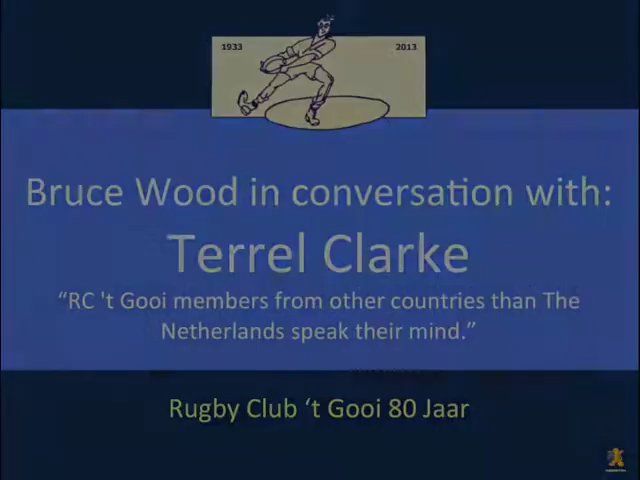 1933 2013
Bruce Wood in conversation with:
Terrel Clarke
“RC 't Gooi members from other countries than The
Netherlands speak their mind.”
Rugby Club ‘t Gooi 80 Jaar